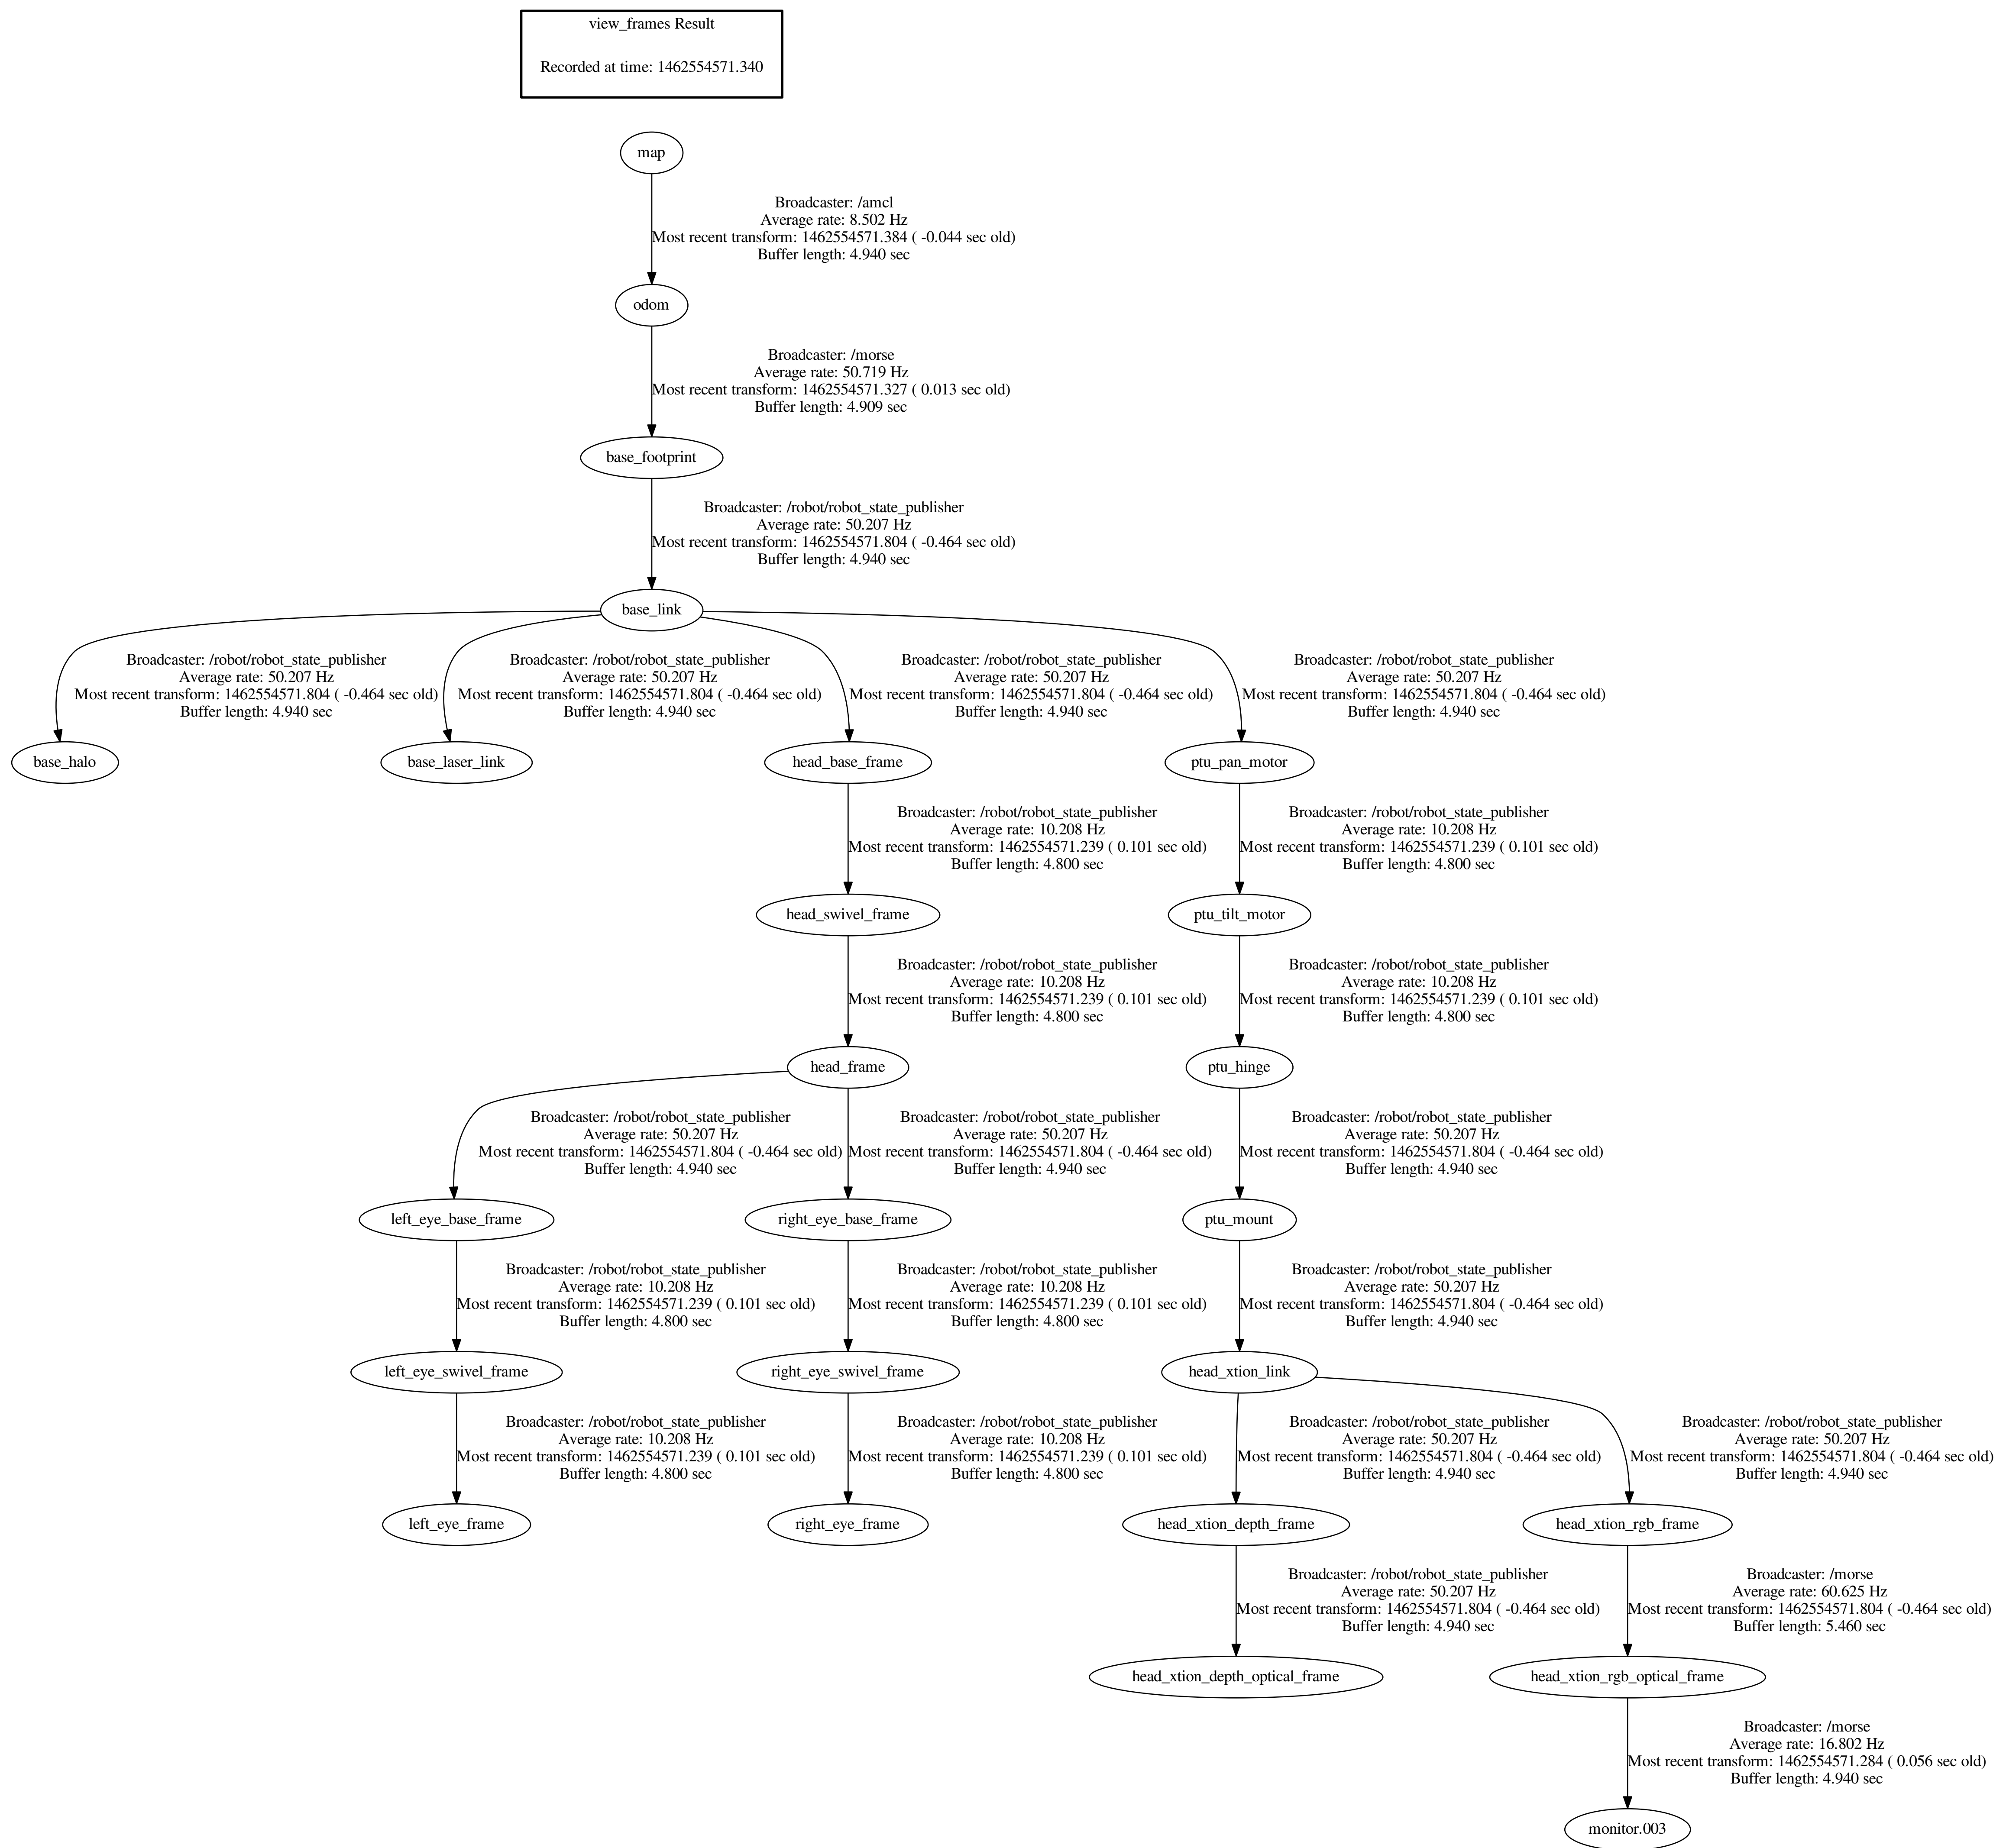 view_frames Result
Recorded at time: 1462554571.340
map
Broadcaster: /amcl
Average rate: 8.502 Hz
Most recent transform: 1462554571.384 ( -0.044 sec old)
Buffer length: 4.940 sec
odom
Broadcaster: /morse
Average rate: 50.719 Hz
Most recent transform: 1462554571.327 ( 0.013 sec old)
Buffer length: 4.909 sec
base_footprint
Broadcaster: /robot/robot_state_publisher
Average rate: 50.207 Hz
Most recent transform: 1462554571.804 ( -0.464 sec old)
Buffer length: 4.940 sec
base_link
Broadcaster: /robot/robot_state_publisher
Average rate: 50.207 Hz
Most recent transform: 1462554571.804 ( -0.464 sec old)
Buffer length: 4.940 sec
Broadcaster: /robot/robot_state_publisher
Average rate: 50.207 Hz
Most recent transform: 1462554571.804 ( -0.464 sec old)
Buffer length: 4.940 sec
Broadcaster: /robot/robot_state_publisher
Average rate: 50.207 Hz
Most recent transform: 1462554571.804 ( -0.464 sec old)
Buffer length: 4.940 sec
Broadcaster: /robot/robot_state_publisher
Average rate: 50.207 Hz
Most recent transform: 1462554571.804 ( -0.464 sec old)
Buffer length: 4.940 sec
base_halo
base_laser_link
head_base_frame
ptu_pan_motor
Broadcaster: /robot/robot_state_publisher
Average rate: 10.208 Hz
Most recent transform: 1462554571.239 ( 0.101 sec old)
Buffer length: 4.800 sec
Broadcaster: /robot/robot_state_publisher
Average rate: 10.208 Hz
Most recent transform: 1462554571.239 ( 0.101 sec old)
Buffer length: 4.800 sec
head_swivel_frame
ptu_tilt_motor
Broadcaster: /robot/robot_state_publisher
Average rate: 10.208 Hz
Most recent transform: 1462554571.239 ( 0.101 sec old)
Buffer length: 4.800 sec
Broadcaster: /robot/robot_state_publisher
Average rate: 10.208 Hz
Most recent transform: 1462554571.239 ( 0.101 sec old)
Buffer length: 4.800 sec
head_frame
ptu_hinge
Broadcaster: /robot/robot_state_publisher
Average rate: 50.207 Hz
Most recent transform: 1462554571.804 ( -0.464 sec old)
Buffer length: 4.940 sec
Broadcaster: /robot/robot_state_publisher
Average rate: 50.207 Hz
Most recent transform: 1462554571.804 ( -0.464 sec old)
Buffer length: 4.940 sec
Broadcaster: /robot/robot_state_publisher
Average rate: 50.207 Hz
Most recent transform: 1462554571.804 ( -0.464 sec old)
Buffer length: 4.940 sec
left_eye_base_frame
right_eye_base_frame
ptu_mount
Broadcaster: /robot/robot_state_publisher
Average rate: 10.208 Hz
Most recent transform: 1462554571.239 ( 0.101 sec old)
Buffer length: 4.800 sec
Broadcaster: /robot/robot_state_publisher
Average rate: 10.208 Hz
Most recent transform: 1462554571.239 ( 0.101 sec old)
Buffer length: 4.800 sec
Broadcaster: /robot/robot_state_publisher
Average rate: 50.207 Hz
Most recent transform: 1462554571.804 ( -0.464 sec old)
Buffer length: 4.940 sec
left_eye_swivel_frame
right_eye_swivel_frame
head_xtion_link
Broadcaster: /robot/robot_state_publisher
Average rate: 10.208 Hz
Most recent transform: 1462554571.239 ( 0.101 sec old)
Buffer length: 4.800 sec
Broadcaster: /robot/robot_state_publisher
Average rate: 10.208 Hz
Most recent transform: 1462554571.239 ( 0.101 sec old)
Buffer length: 4.800 sec
Broadcaster: /robot/robot_state_publisher
Average rate: 50.207 Hz
Most recent transform: 1462554571.804 ( -0.464 sec old)
Buffer length: 4.940 sec
Broadcaster: /robot/robot_state_publisher
Average rate: 50.207 Hz
Most recent transform: 1462554571.804 ( -0.464 sec old)
Buffer length: 4.940 sec
left_eye_frame
right_eye_frame
head_xtion_depth_frame
head_xtion_rgb_frame
Broadcaster: /robot/robot_state_publisher
Average rate: 50.207 Hz
Most recent transform: 1462554571.804 ( -0.464 sec old)
Buffer length: 4.940 sec
Broadcaster: /morse
Average rate: 60.625 Hz
Most recent transform: 1462554571.804 ( -0.464 sec old)
Buffer length: 5.460 sec
head_xtion_depth_optical_frame
head_xtion_rgb_optical_frame
Broadcaster: /morse
Average rate: 16.802 Hz
Most recent transform: 1462554571.284 ( 0.056 sec old)
Buffer length: 4.940 sec
monitor.003